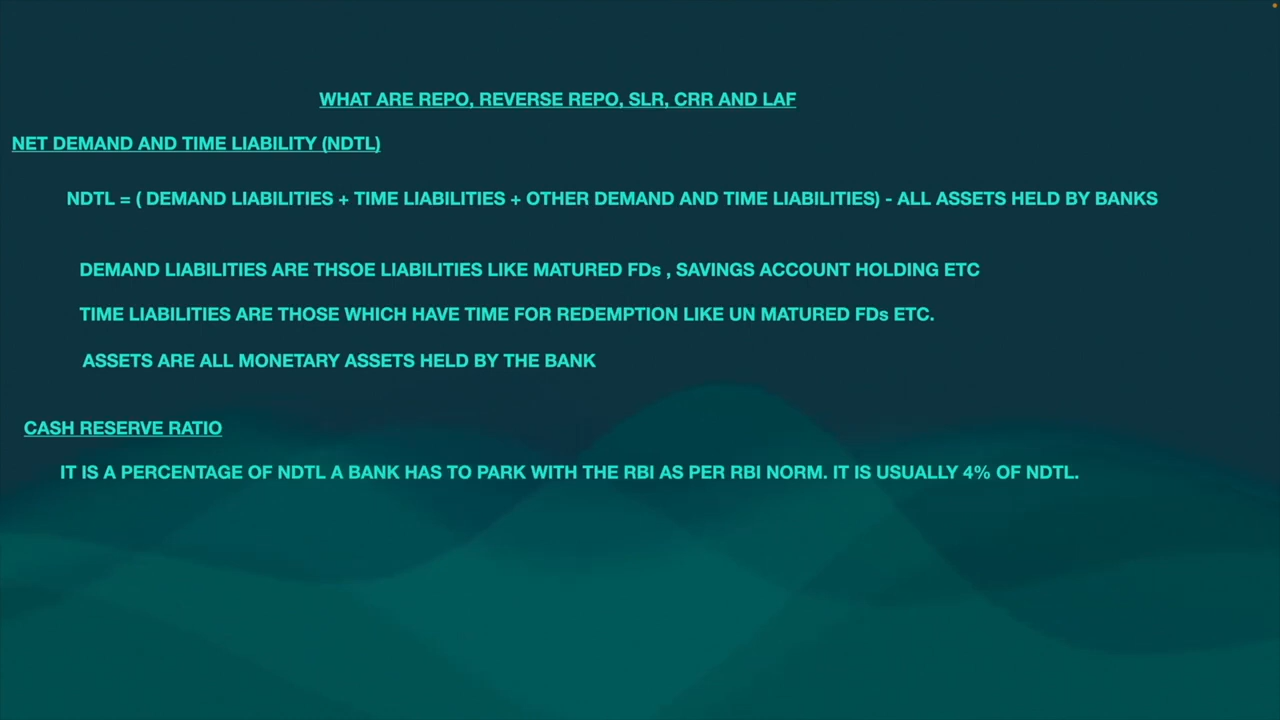 WHAT ARE REPO, REVERSE REPO, SLR, CRR AND LAF
NET DEMAND AND TIME LIABILITY (NDTL)
NDTL = ( DEMAND LIABILITIES + TIME LIABILITIES + OTHER DEMAND AND TIME LIABILITIES) - ALL ASSETS HELD BY BANKS
DEMAND LIABILITIES ARE THSOE LIABILITIES LIKE MATURED FDs , SAVINGS ACCOUNT HOLDING ETC
TIME LIABILITIES ARE THOSE WHICH HAVE TIME FOR REDEMPTION LIKE UN MATURED FDs ETC.
ASSETS ARE ALL MONETARY ASSETS HELD BY THE BANK
CASH RESERVE RATIO
IT IS A PERCENTAGE OF NDTL A BANK HAS TO PARK WITH THE RBI AS PER RBI NORM. IT IS USUALLY 4% OF NDTL.